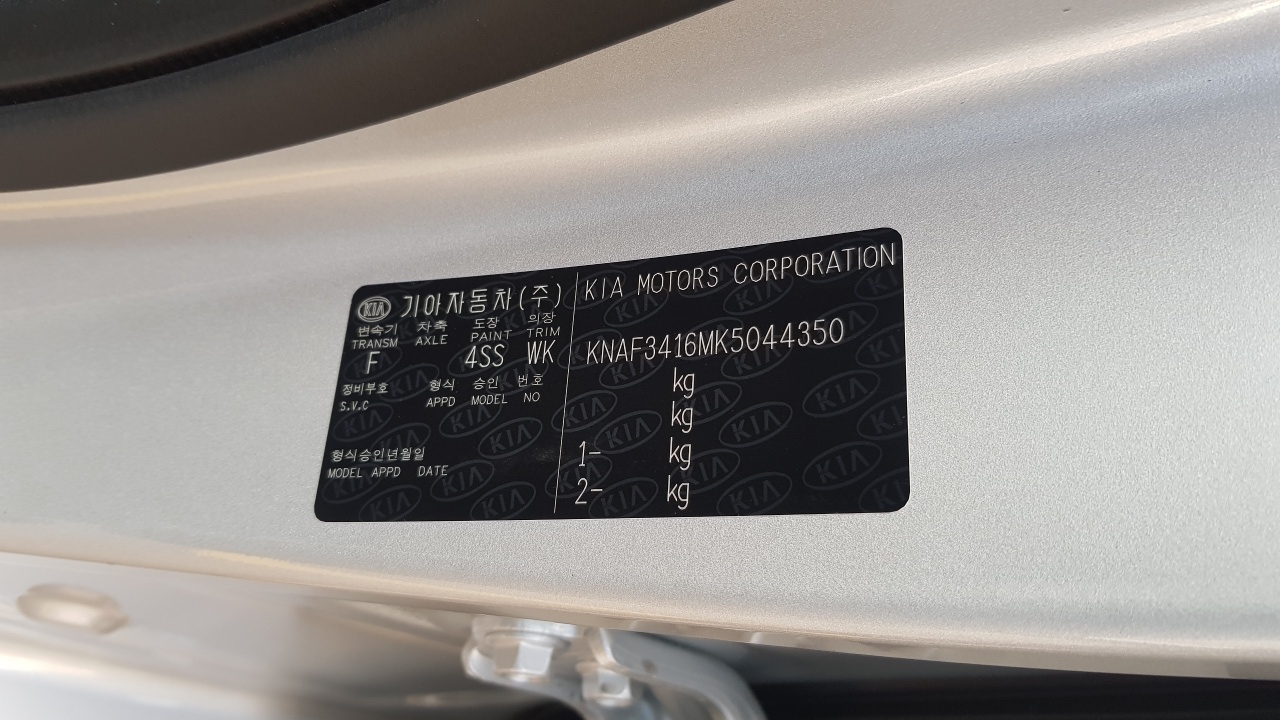 KIA 기아자동차(주)
변속기 차축 도장 의장
TRANSM AXLE PAINT TRIM
F 4SS WK
정비부호 형식 승인 번호
S.V.C APPD MODEL NO
형식승인년월일
MODEL APPD DATE
KIA MOTORS CORPORATION
KNAF3416MK5044350
kg
kg
1- kg
2- kg